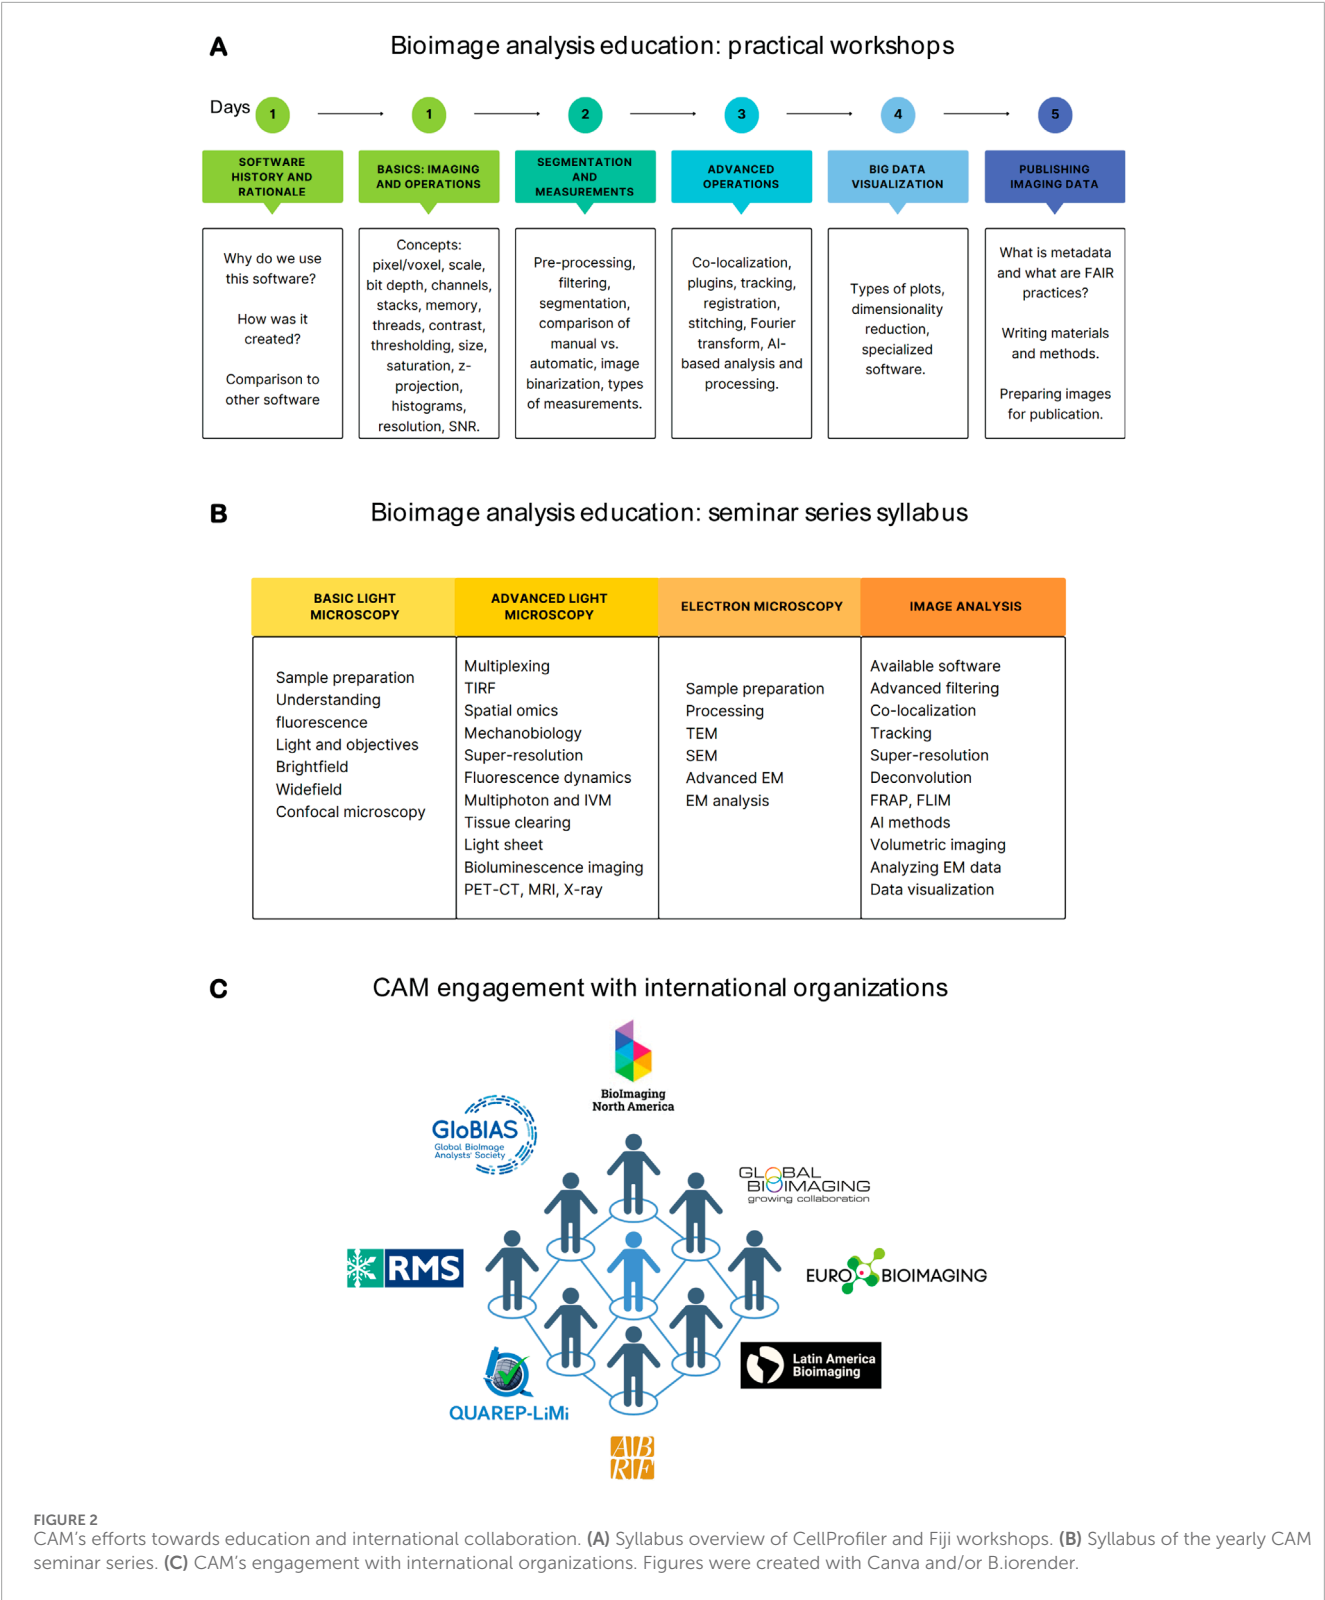 A
Bioimage analysis education: practical workshops
Days
1
1
2
3
4
5
SOFTWARE
HISTORY AND
RATIONALE
BASICS: IMAGING
AND OPERATIONS
SEGMENTATION
AND
MEASUREMENTS
ADVANCED
OPERATIONS
BIG DATA
VISUALIZATION
PUBLISHING
IMAGING DATA
Why do we use
this software?
How was it
created?
Comparison to
other software
Concepts:
pixel/voxel, scale,
bit depth, channels,
stacks, memory,
threads, contrast,
thresholding, size,
saturation, z-
projection,
histograms,
resolution, SNR.
Pre-processing,
filtering,
segmentation,
comparison of
manual vs.
automatic, image
binarization, types
of measurements.
Co-localization,
plugins, tracking,
registration,
stitching, Fourier
transform, AI-
based analysis and
processing.
Types of plots,
dimensionality
reduction,
specialized
software.
What is metadata
and what are FAIR
practices?
Writing materials
and methods.
Preparing images
for publication.
B
Bioimage analysis education: seminar series syllabus
BASIC LIGHT
MICROSCOPY
ADVANCED LIGHT
MICROSCOPY
ELECTRON MICROSCOPY
IMAGE ANALYSIS
Sample preparation
Understanding
fluorescence
Light and objectives
Brightfield
Widefield
Confocal microscopy
Multiplexing
TIRF
Spatial omics
Mechanobiology
Super-resolution
Fluorescence dynamics
Multiphoton and IVM
Tissue clearing
Light sheet
Bioluminescence imaging
PET-CT, MRI, X-ray
Sample preparation
Processing
TEM
SEM
Advanced EM
EM analysis
Available software
Advanced filtering
Co-localization
Tracking
Super-resolution
Deconvolution
FRAP, FLIM
AI methods
Volumetric imaging
Analyzing EM data
Data visualization
C
CAM engagement with international organizations
BioImaging
North America
GloBIAS
Global BioImage
Analysts' Society
GLOBAL
BIOIMAGING
growing collaboration
RMS
EURO BIOIMAGING
Latin America
Bioimaging
QUAREP-LiMi
AB
RF
FIGURE 2
CAM's efforts towards education and international collaboration. (A) Syllabus overview of CellProfiler and Fiji workshops. (B) Syllabus of the yearly CAM
seminar series. (C) CAM's engagement with international organizations. Figures were created with Canva and/or B.iorender.